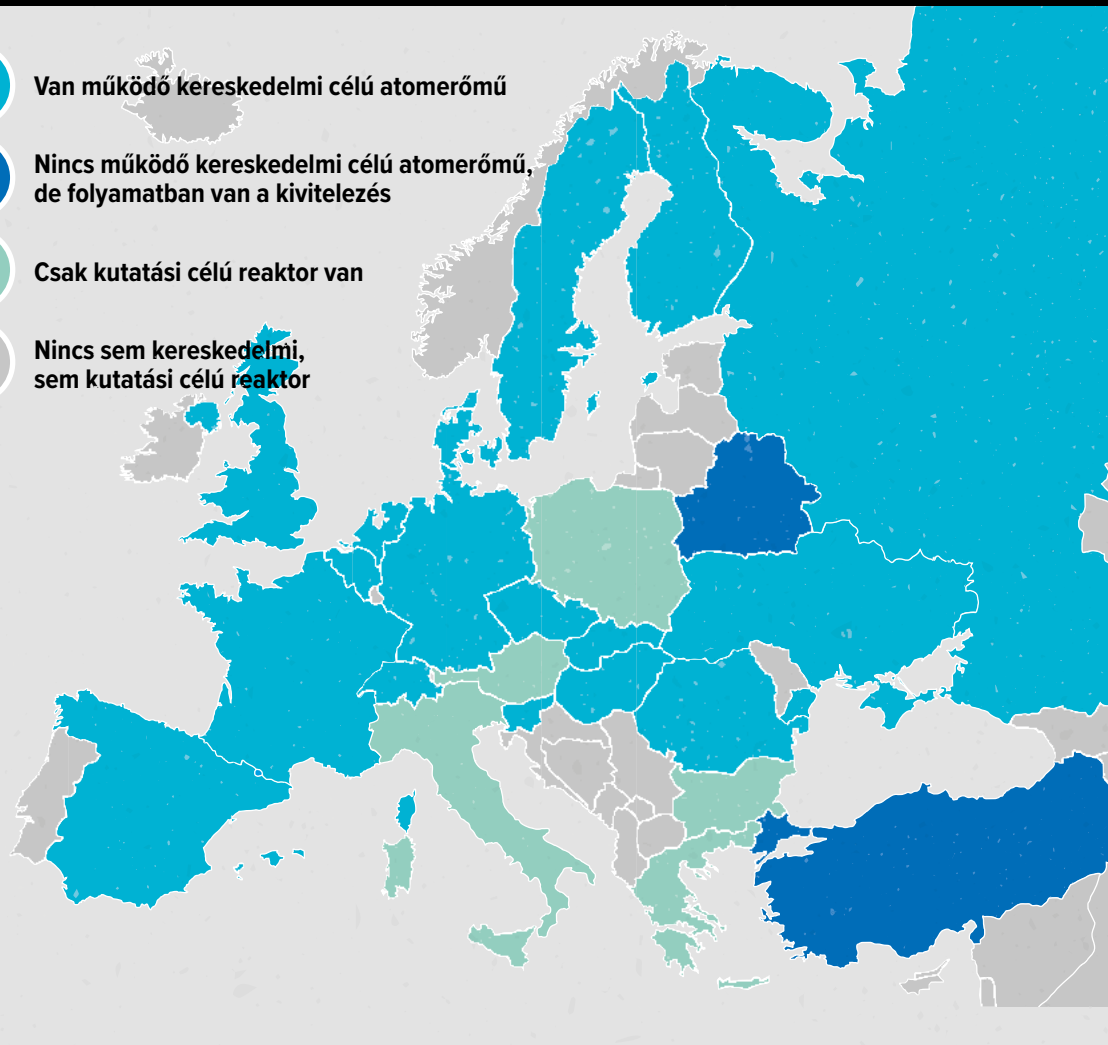 Van működő kereskedelmi célú atomerőmű
Nincs működő kereskedelmi célú atomerőmű,
de folyamatban van a kivitelezés
Csak kutatási célú reaktor van
Nincs sem kereskedelmi,
sem kutatási célú reaktor